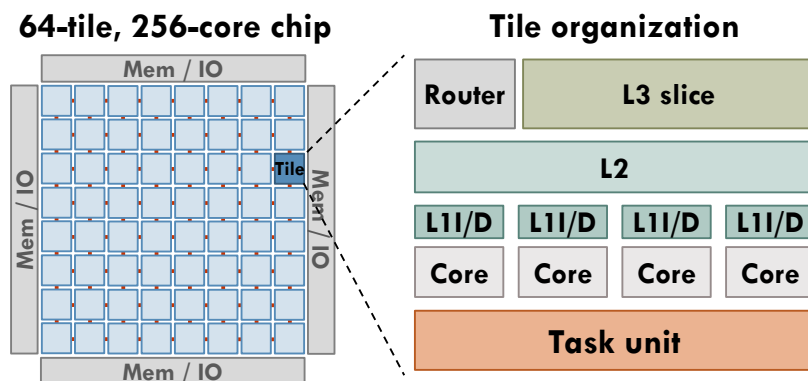 64-tile, 256-core chip
Mem / IO
Mem / IO
Tile
Mem / IO
Mem / IO
Tile organization
Router
L3 slice
L2
L1I/D
L1I/D
L1I/D
L1I/D
Core
Core
Core
Core
Task unit